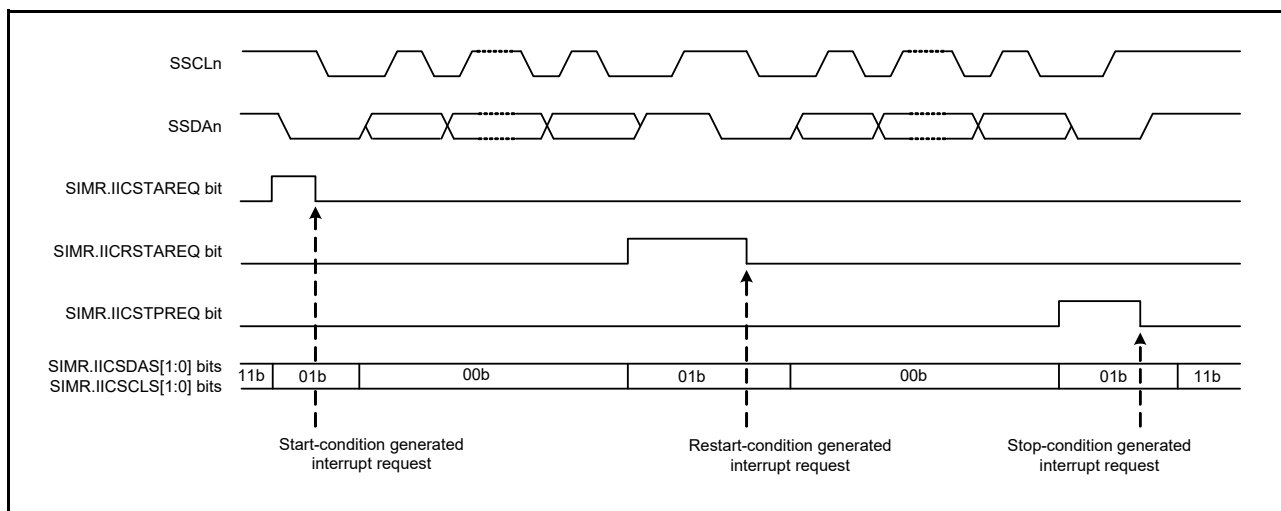 SSCLn
SSDAn
SIMR.IICSTAREQ bit
SIMR.IICRSTAREQ bit
SIMR.IICSTPREQ bit
SIMR.IICSDAS[1:0] bits
SIMR.IICSCLS[1:0] bits
11b 01b 00b 01b 00b 01b 11b
Start-condition generated
interrupt request
Restart-condition generated
interrupt request
Stop-condition generated
interrupt request